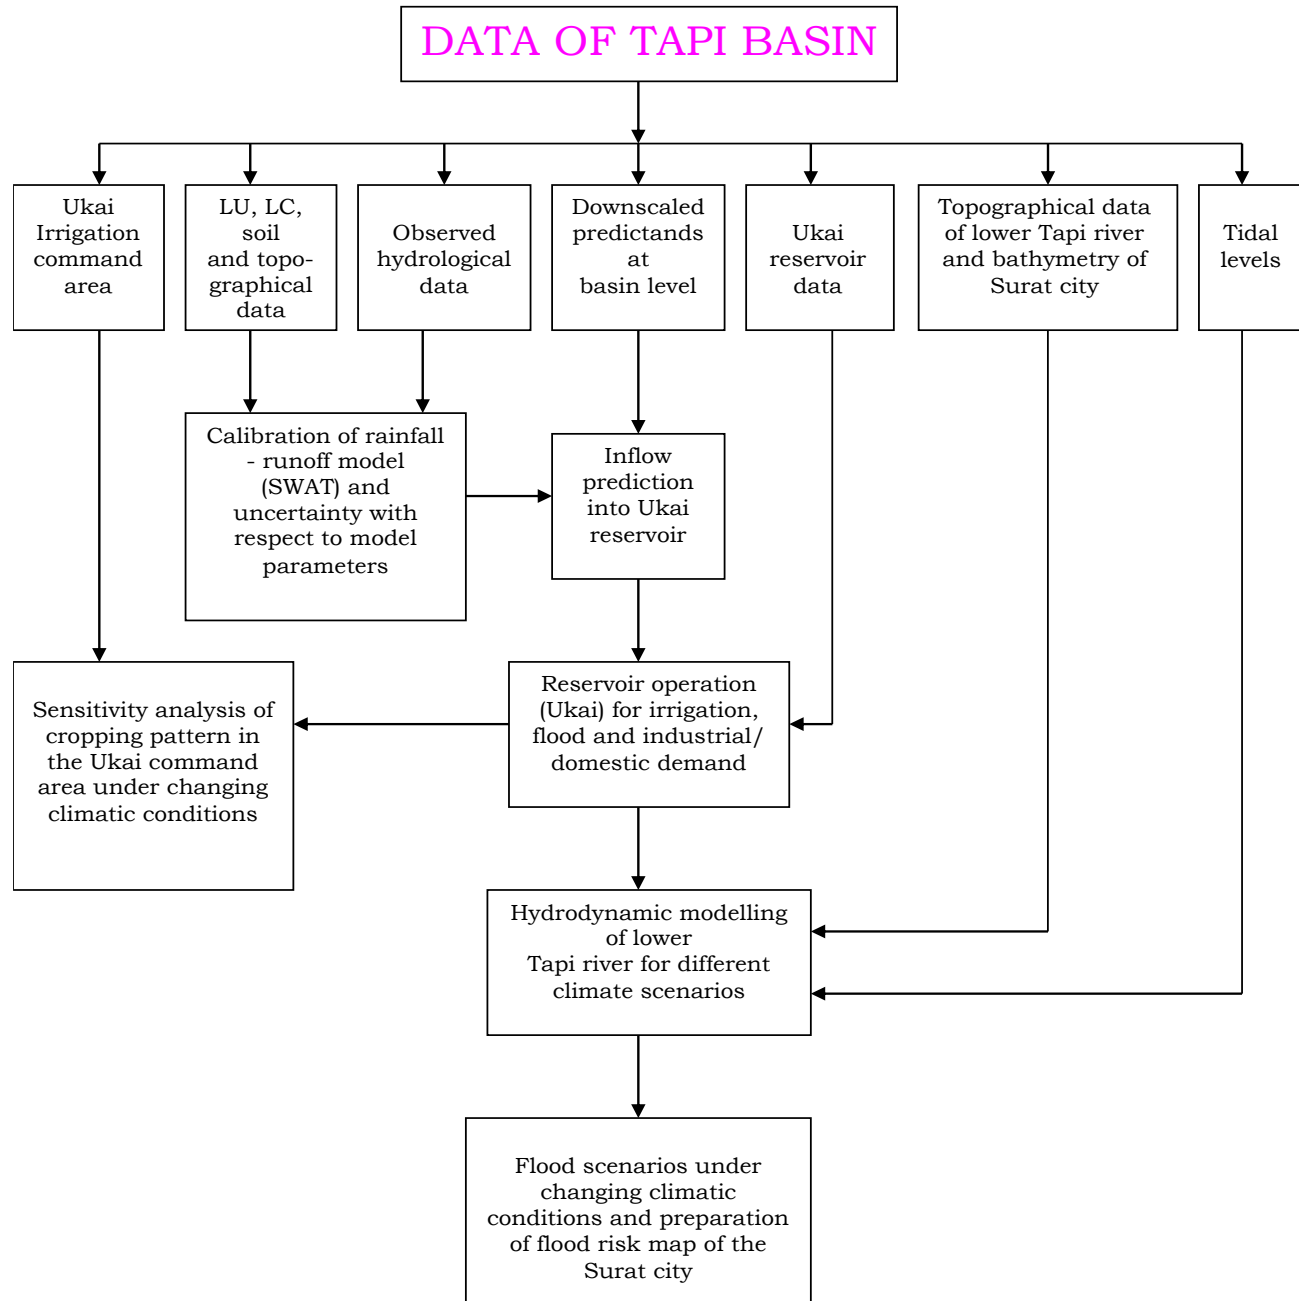 DATA OF TAPI BASIN
Ukai
Irrigation
command
area
LU, LC,
soil
and topo-
graphical
data
Observed
hydrological
data
Downscaled
predictands
at
basin level
Ukai
reservoir
data
Topographical data
of lower Tapi river
and bathymetry of
Surat city
Tidal
levels
Calibration of rainfall
- runoff model
(SWAT) and
uncertainty with
respect to model
parameters
Inflow
prediction
into Ukai
reservoir
Sensitivity analysis of
cropping pattern in
the Ukai command
area under changing
climatic conditions
Reservoir operation
(Ukai) for irrigation,
flood and industrial/
domestic demand
Hydrodynamic modelling
of lower
Tapi river for different
climate scenarios
Flood scenarios under
changing climatic
conditions and preparation
of flood risk map of the
Surat city